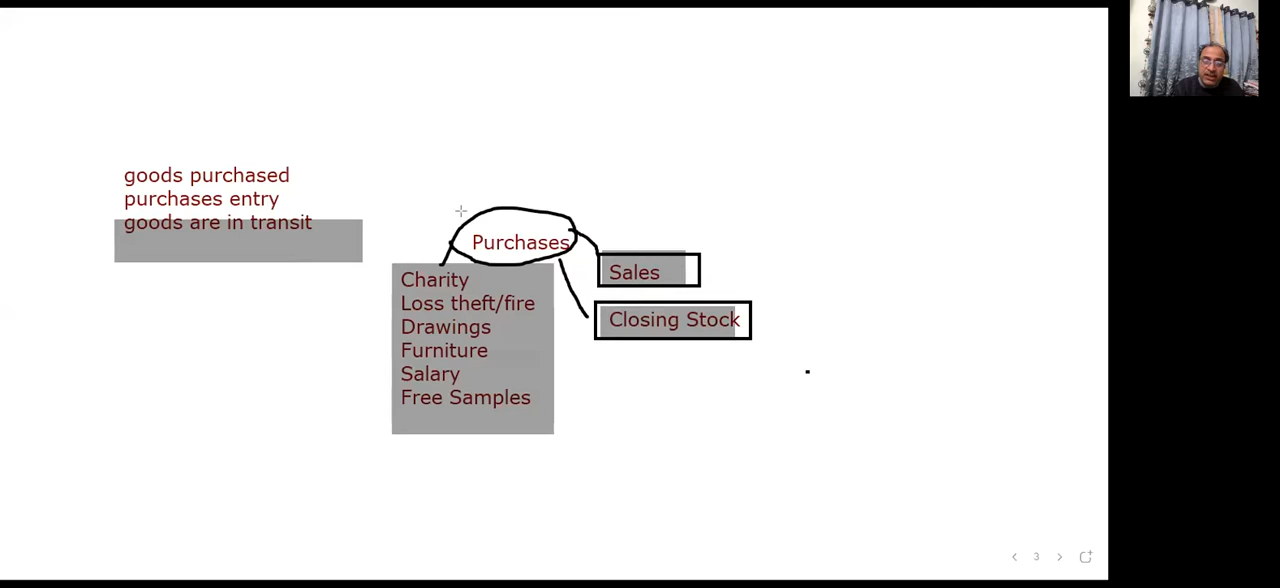 goods purchased
purchases entry
goods are in transit
Purchases
Sales
Closing Stock
Charity
Loss theft/fire
Drawings
Furniture
Salary
Free Samples
3